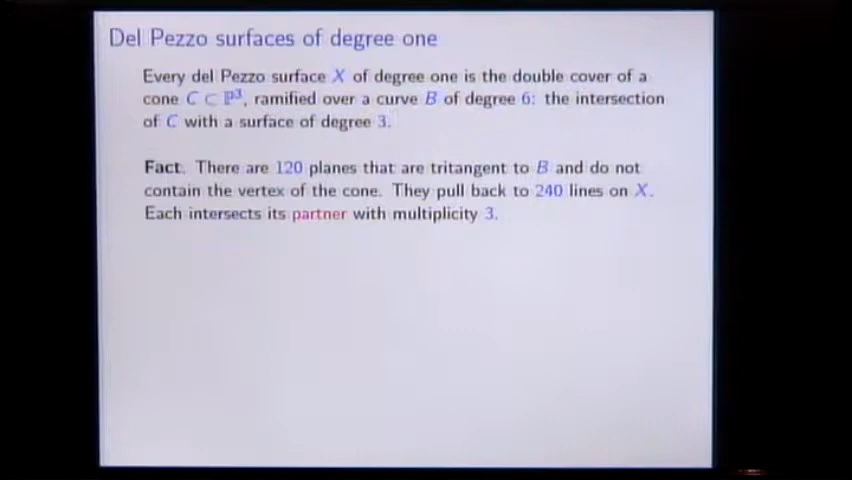 Del Pezzo surfaces of degree one
Every del Pezzo surface X of degree one is the double cover of a
cone C ⊂ ℙ³, ramified over a curve B of degree 6: the intersection
of C with a surface of degree 3.
Fact. There are 120 planes that are tritangent to B and do not
contain the vertex of the cone. They pull back to 240 lines on X.
Each intersects its partner with multiplicity 3.